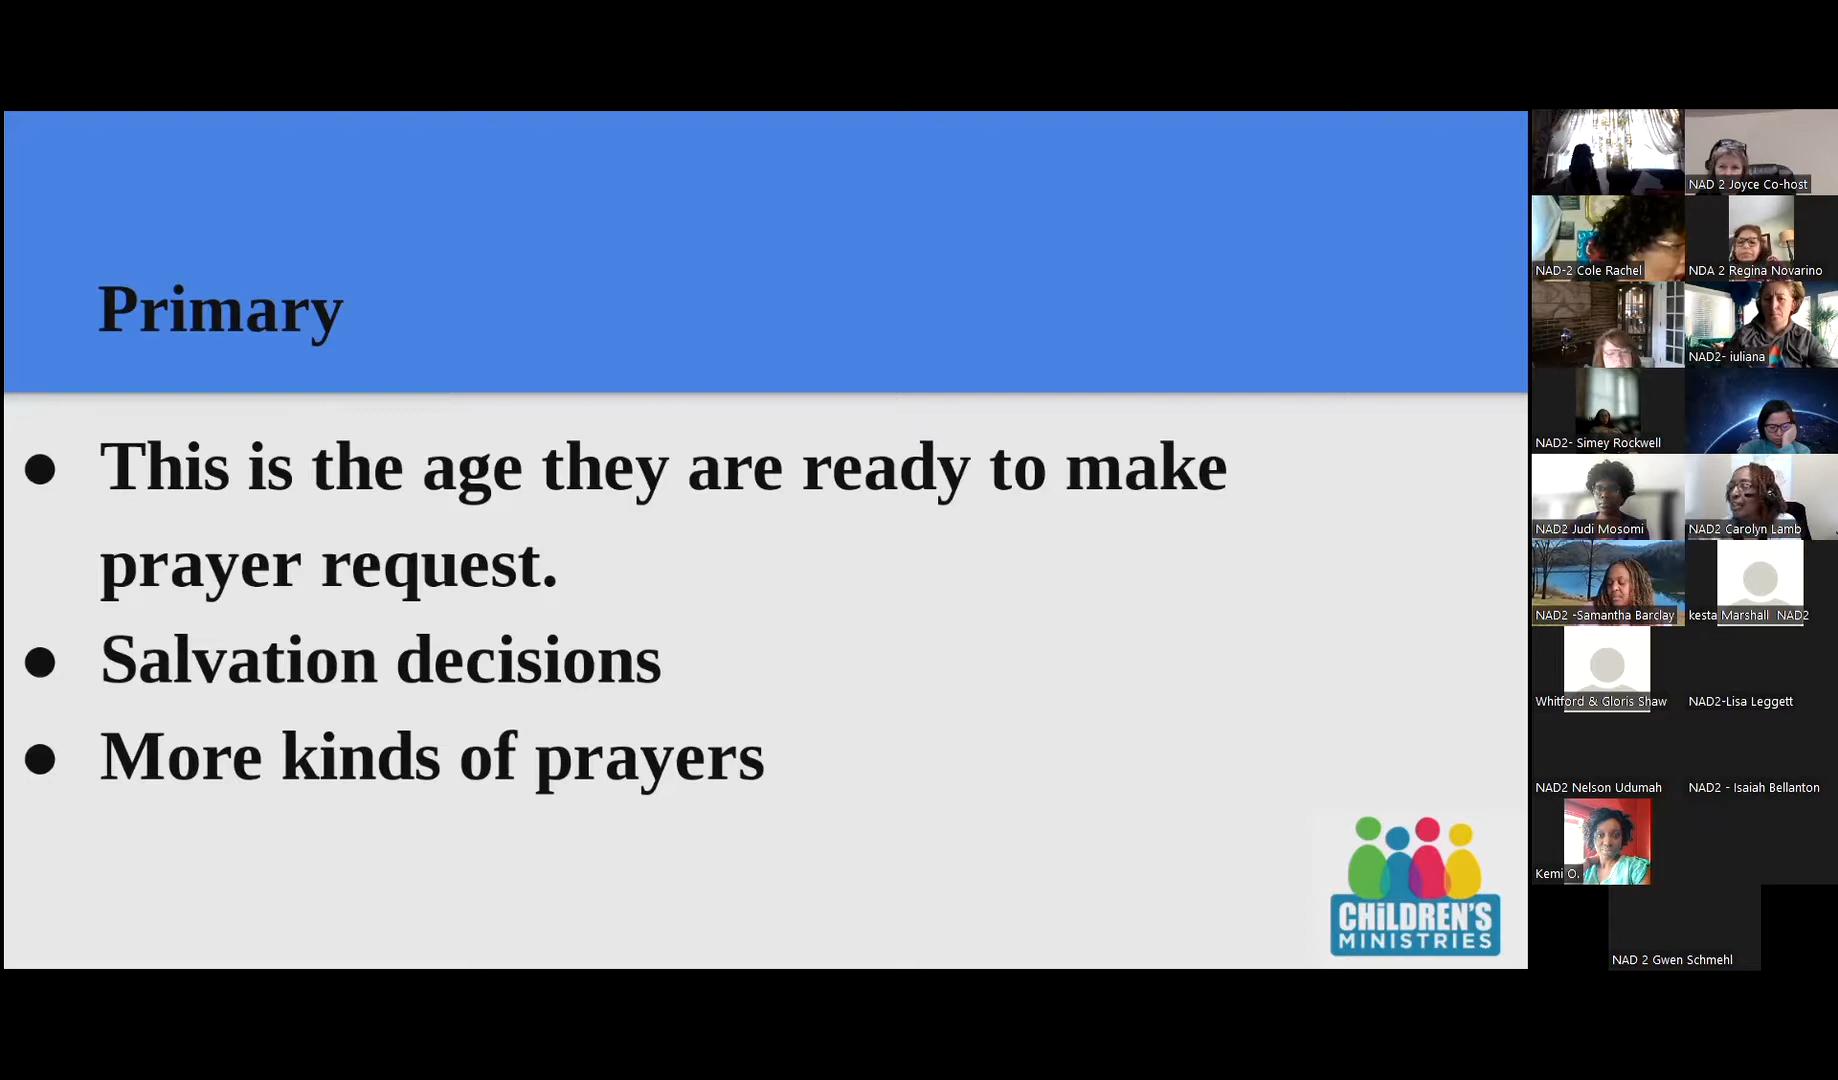 Primary
● This is the age they are ready to make
prayer request.
● Salvation decisions
● More kinds of prayers
CHiLDREN'S
MINISTRIES
NAD 2 Joyce Co-host
NAD-2 Cole Rachel
NDA 2 Regina Novarino
NAD2- iuliana
NAD2- Simey Rockwell
NAD2 Judi Mosomi
NAD2 Carolyn Lamb
NAD2 -Samantha Barclay
kesta Marshall NAD2
Whitford & Gloris Shaw
NAD2-Lisa Leggett
NAD2 Nelson Udumah
NAD2 - Isaiah Bellanton
Kemi O.
NAD 2 Gwen Schmehl